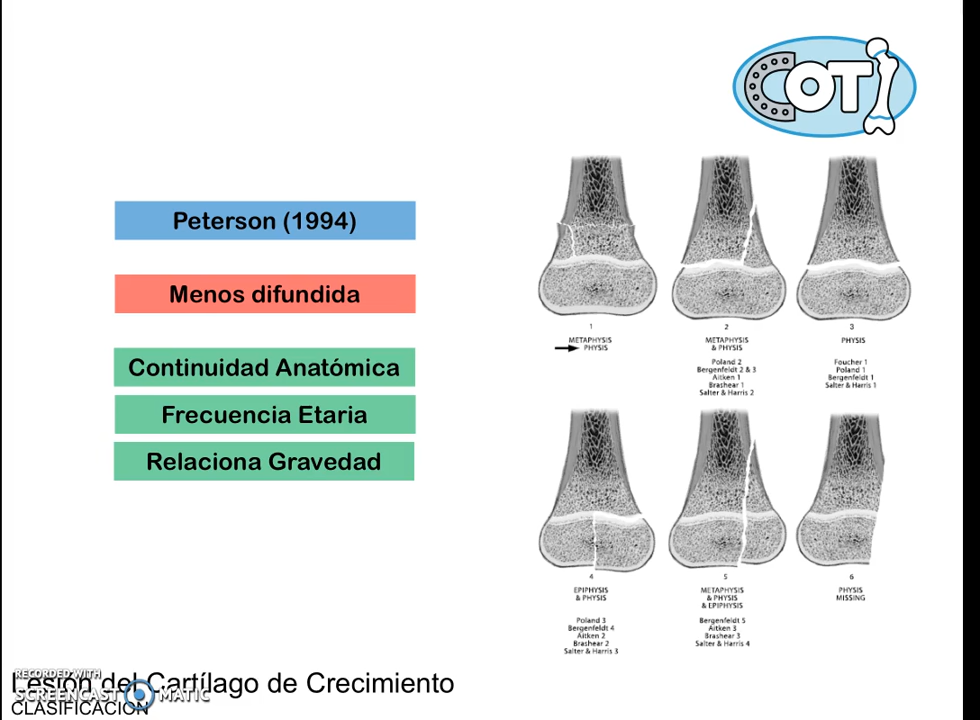 COT
Peterson (1994)
Menos difundida
Continuidad Anatómica
Frecuencia Etaria
Relaciona Gravedad
1
METAPHYSIS
PHYSIS
2
METAPHYSIS
& PHYSIS
Poland 2
Bergenfeldt 2 & 3
Aitken 1
Brashear 1
Salter & Harris 2
3
PHYSIS
Foucher 1
Poland 1
Bergenfeldt 1
Salter & Harris 1
4
EPIPHYSIS
& PHYSIS
Poland 3
Bergenfeldt 4
Aitken 2
Brashear 2
Salter & Harris 3
5
METAPHYSIS
& PHYSIS
& EPIPHYSIS
Bergenfeldt 5
Aitken 3
Brashear 3
Salter & Harris 4
6
PHYSIS
MISSING
Lesión del Cartílago de Crecimiento
CLASIFICACION
RECORDED WITH
SCREENCAST MATIC